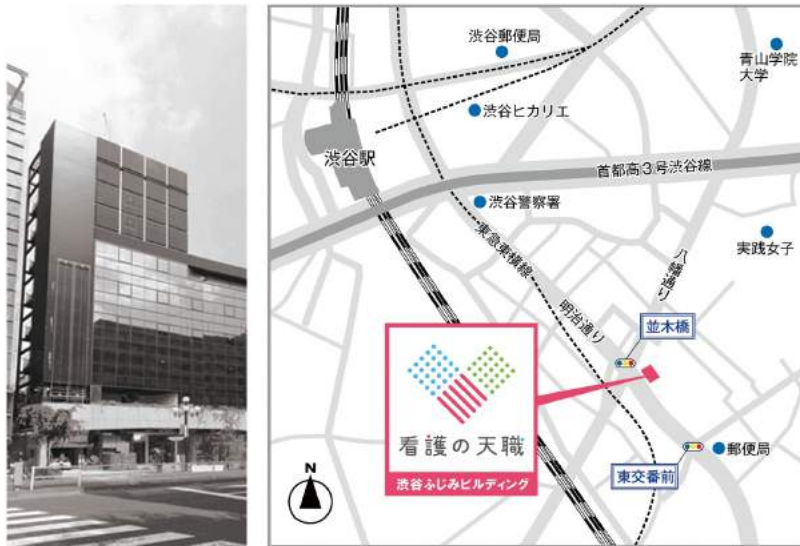 渋谷郵便局
青山学院
大学
渋谷ヒカリエ
渋谷駅
首都高3号渋谷線
渋谷警察署
東急東横線
八幡通り
実践女子
明治通り
並木橋
看護の天職
渋谷ふじみビルディング
郵便局
東交番前
N